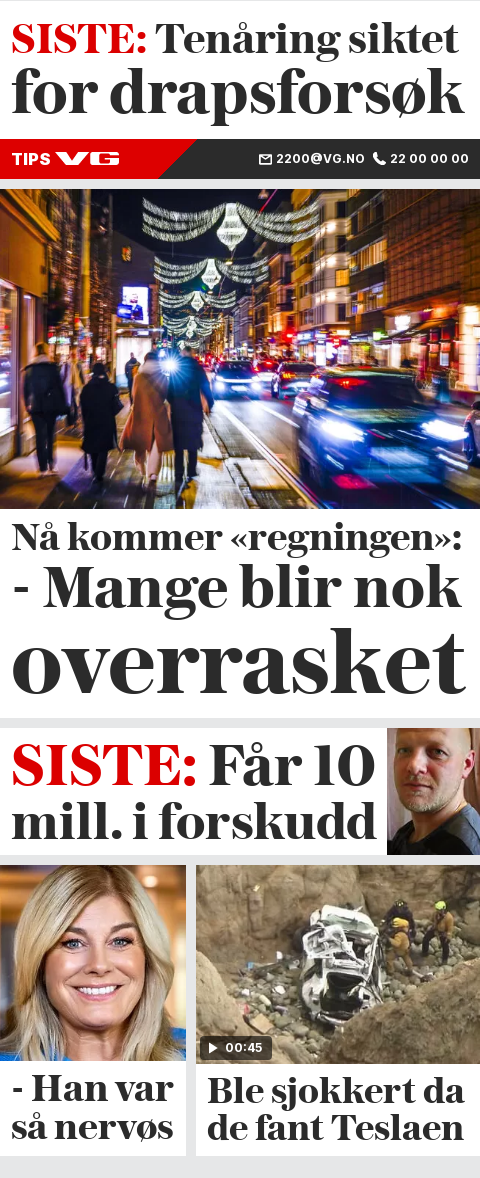 SISTE: Tenåring siktet
for drapsforsøk
TIPS VG 2200@VG.NO 22 00 00 00
Nå kommer «regningen»:
- Mange blir nok
overrasket
SISTE: Får 10
mill. i forskudd
- Han var
så nervøs
00:45
Ble sjokkert da
de fant Teslaen